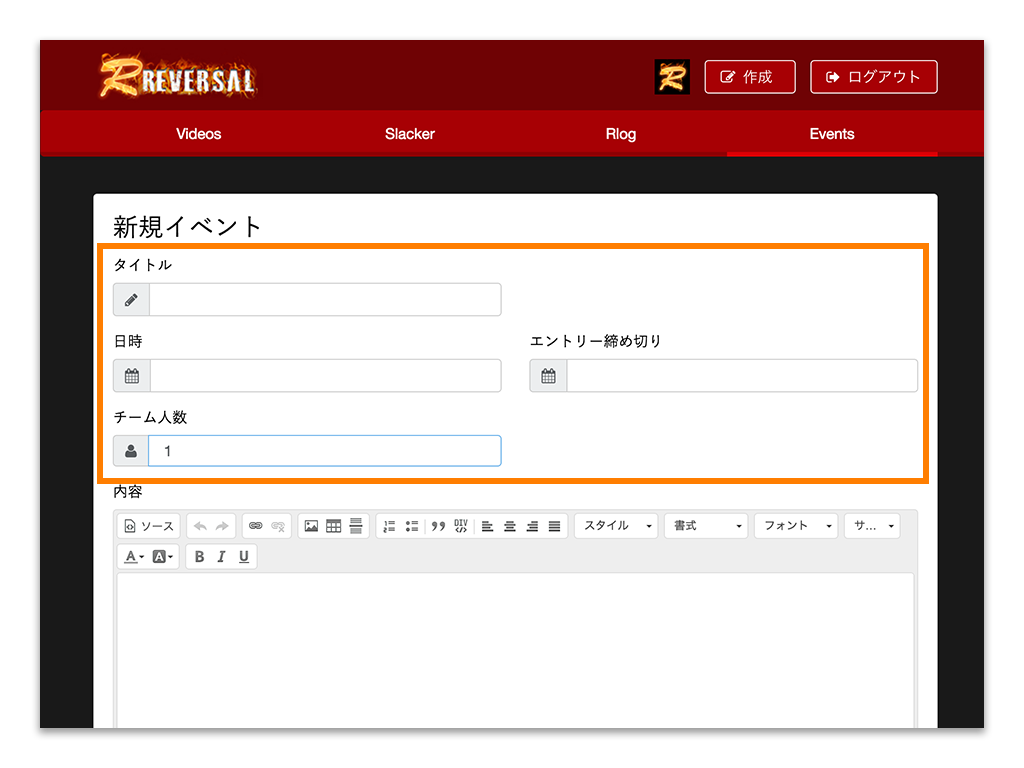 REVERSAL
R
作成
ログアウト
Videos Slacker Rlog Events
新規イベント
タイトル
日時 エントリー締め切り
チーム人数
1
内容
ソース DIV スタイル 書式 フォント サ...
A A B I U